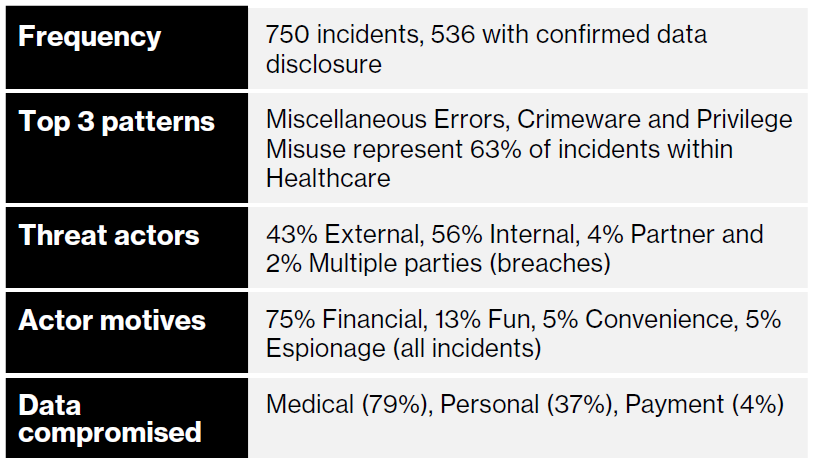 Frequency
750 incidents, 536 with confirmed data
disclosure
Top 3 patterns
Miscellaneous Errors, Crimeware and Privilege
Misuse represent 63% of incidents within
Healthcare
Threat actors
43% External, 56% Internal, 4% Partner and
2% Multiple parties (breaches)
Actor motives
75% Financial, 13% Fun, 5% Convenience, 5%
Espionage (all incidents)
Data
compromised
Medical (79%), Personal (37%), Payment (4%)